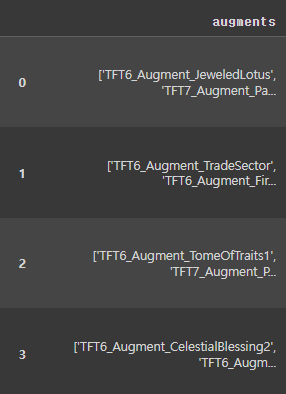 augments
0
['TFT6_Augment_JeweledLotus',
'TFT7_Augment_Pa...
1
['TFT6_Augment_TradeSector',
'TFT6_Augment_Fir...
2
['TFT6_Augment_TomeOfTraits1',
'TFT7_Augment_P...
3
['TFT6_Augment_CelestialBlessing2',
'TFT6_Augm...